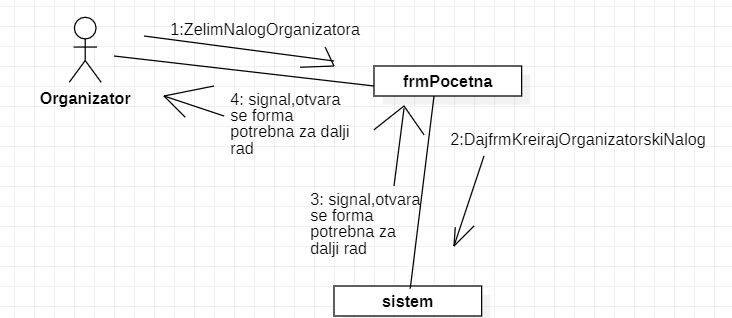 1:ZelimNalogOrganizatora
frmPocetna
Organizator
4: signal,otvara
se forma
potrebna za dalji
rad
2:DajfrmKreirajOrganizatorskiNalog
3: signal,otvara
se forma
potrebna za
dalji rad
sistem